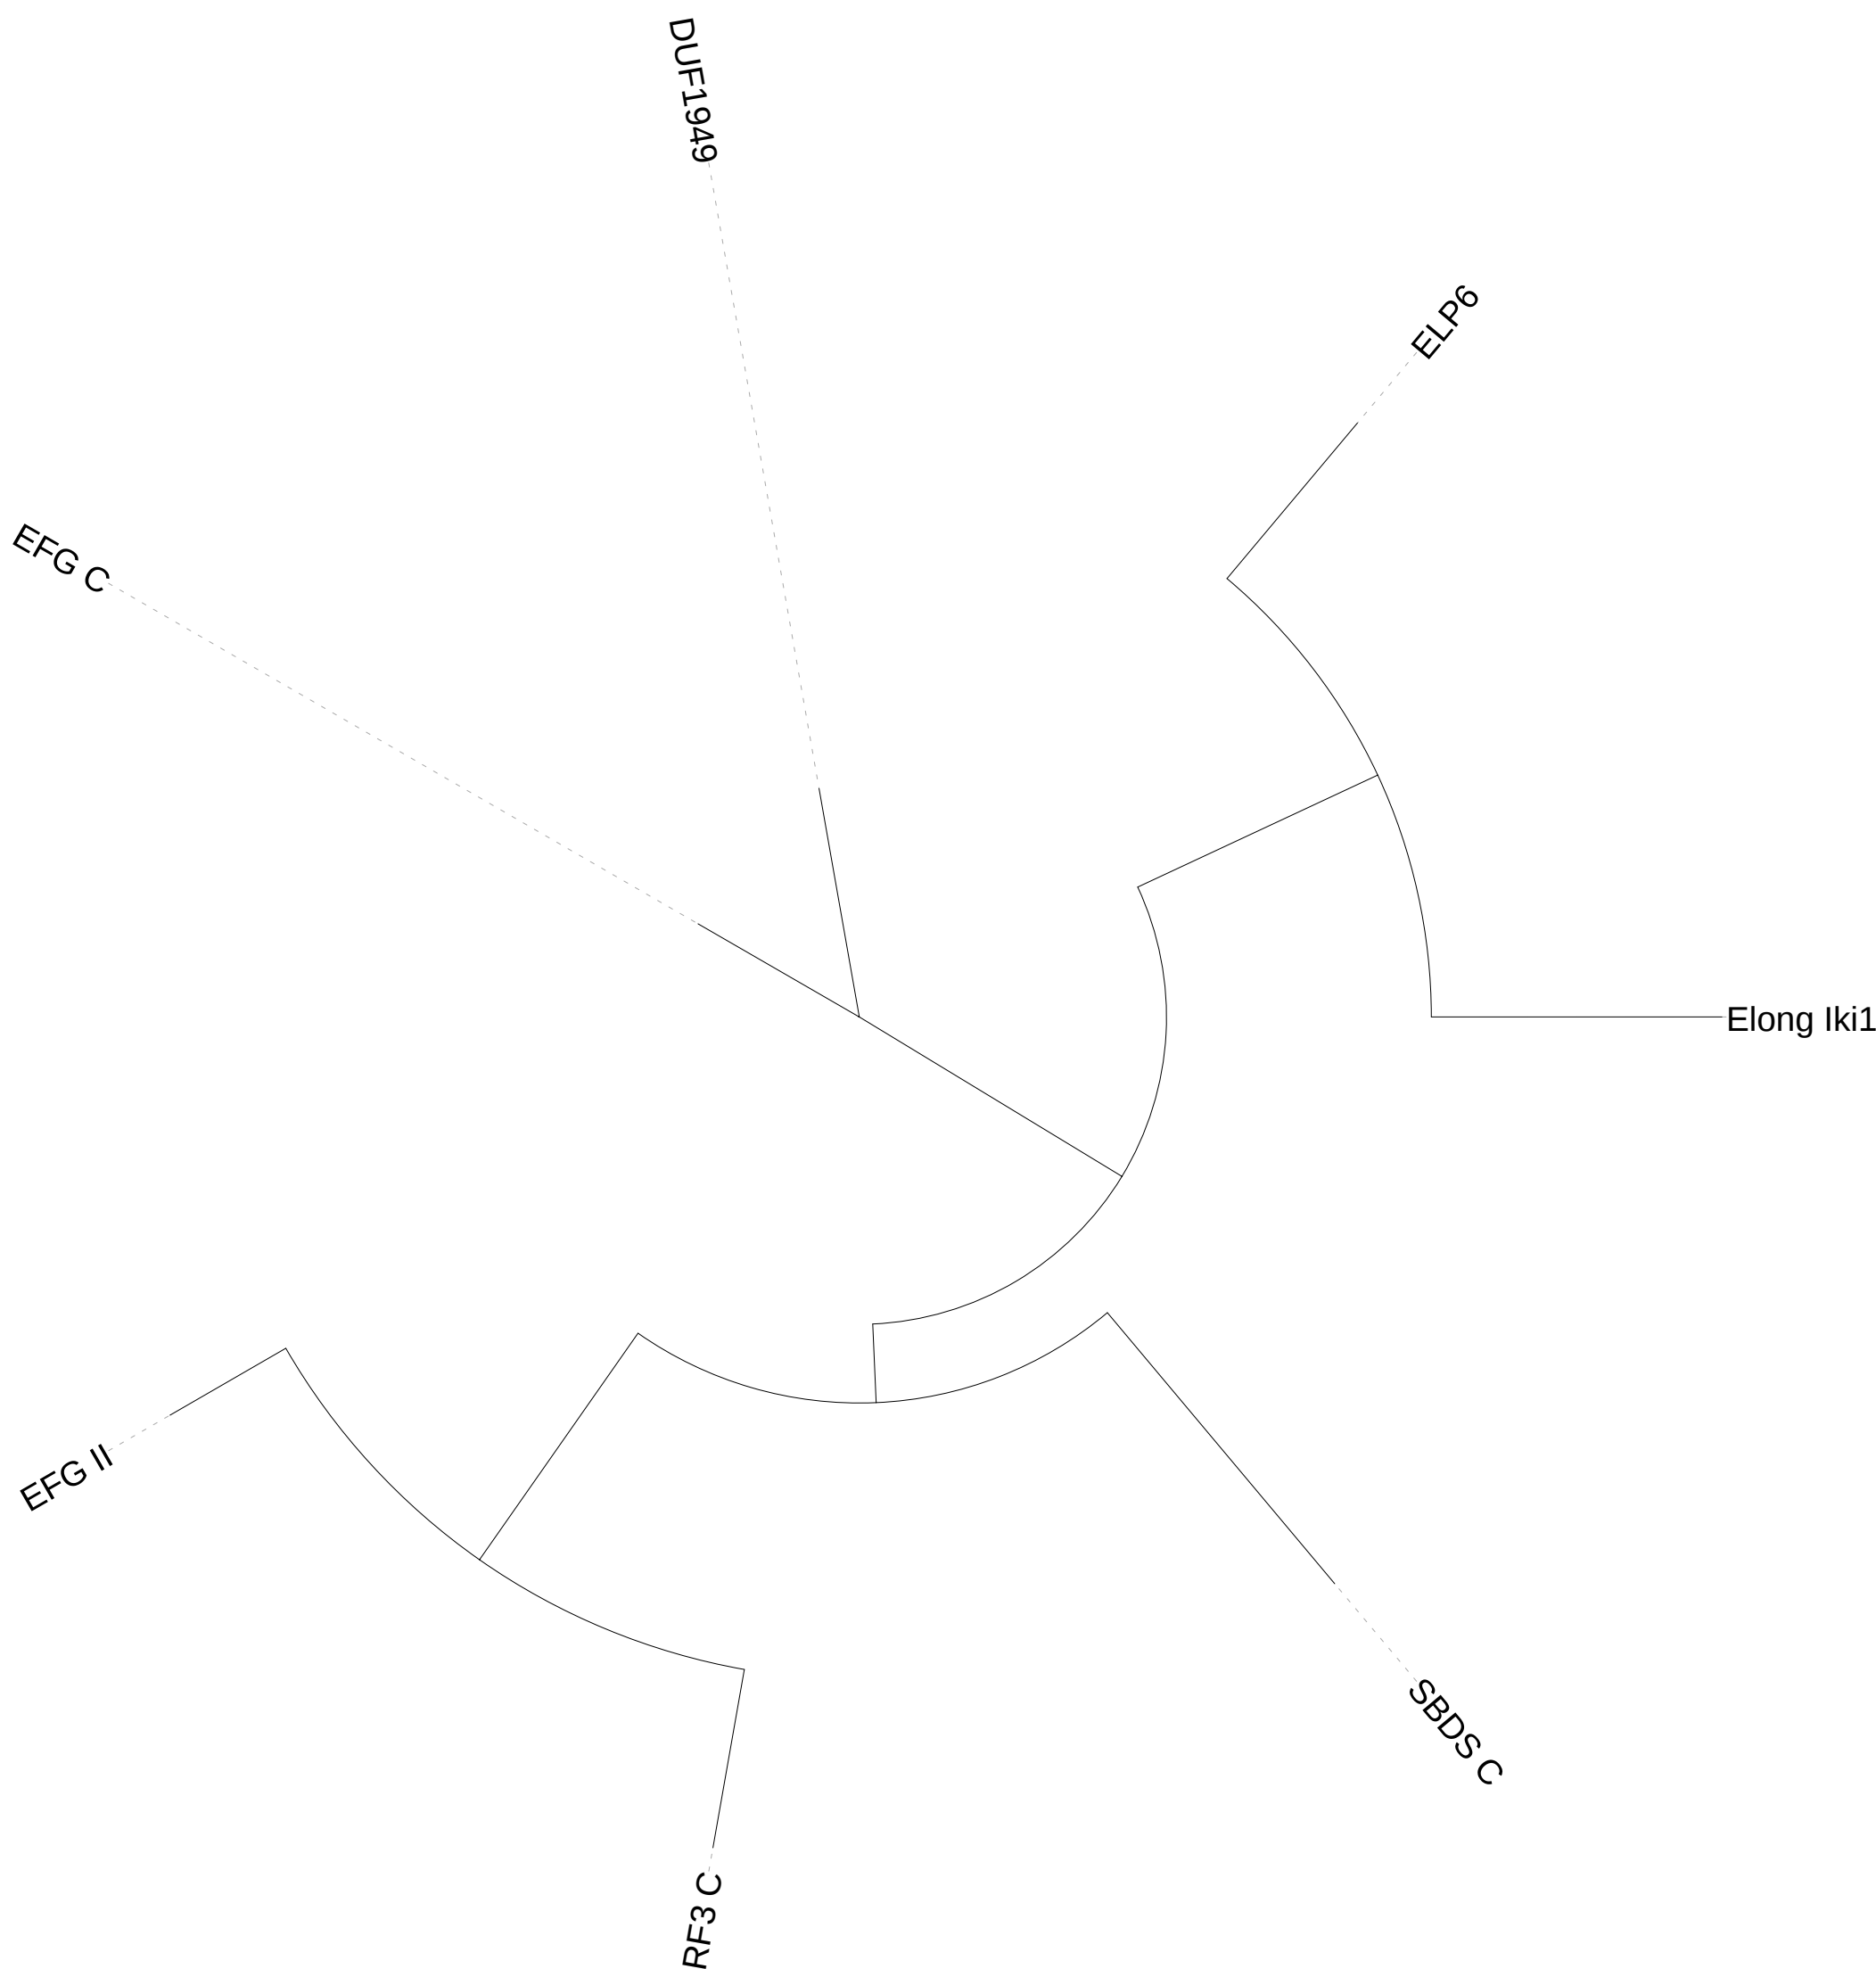 DUF1949
ELP6
EFG C
Elong Iki1
EFG II
SBDS C
RF3 C